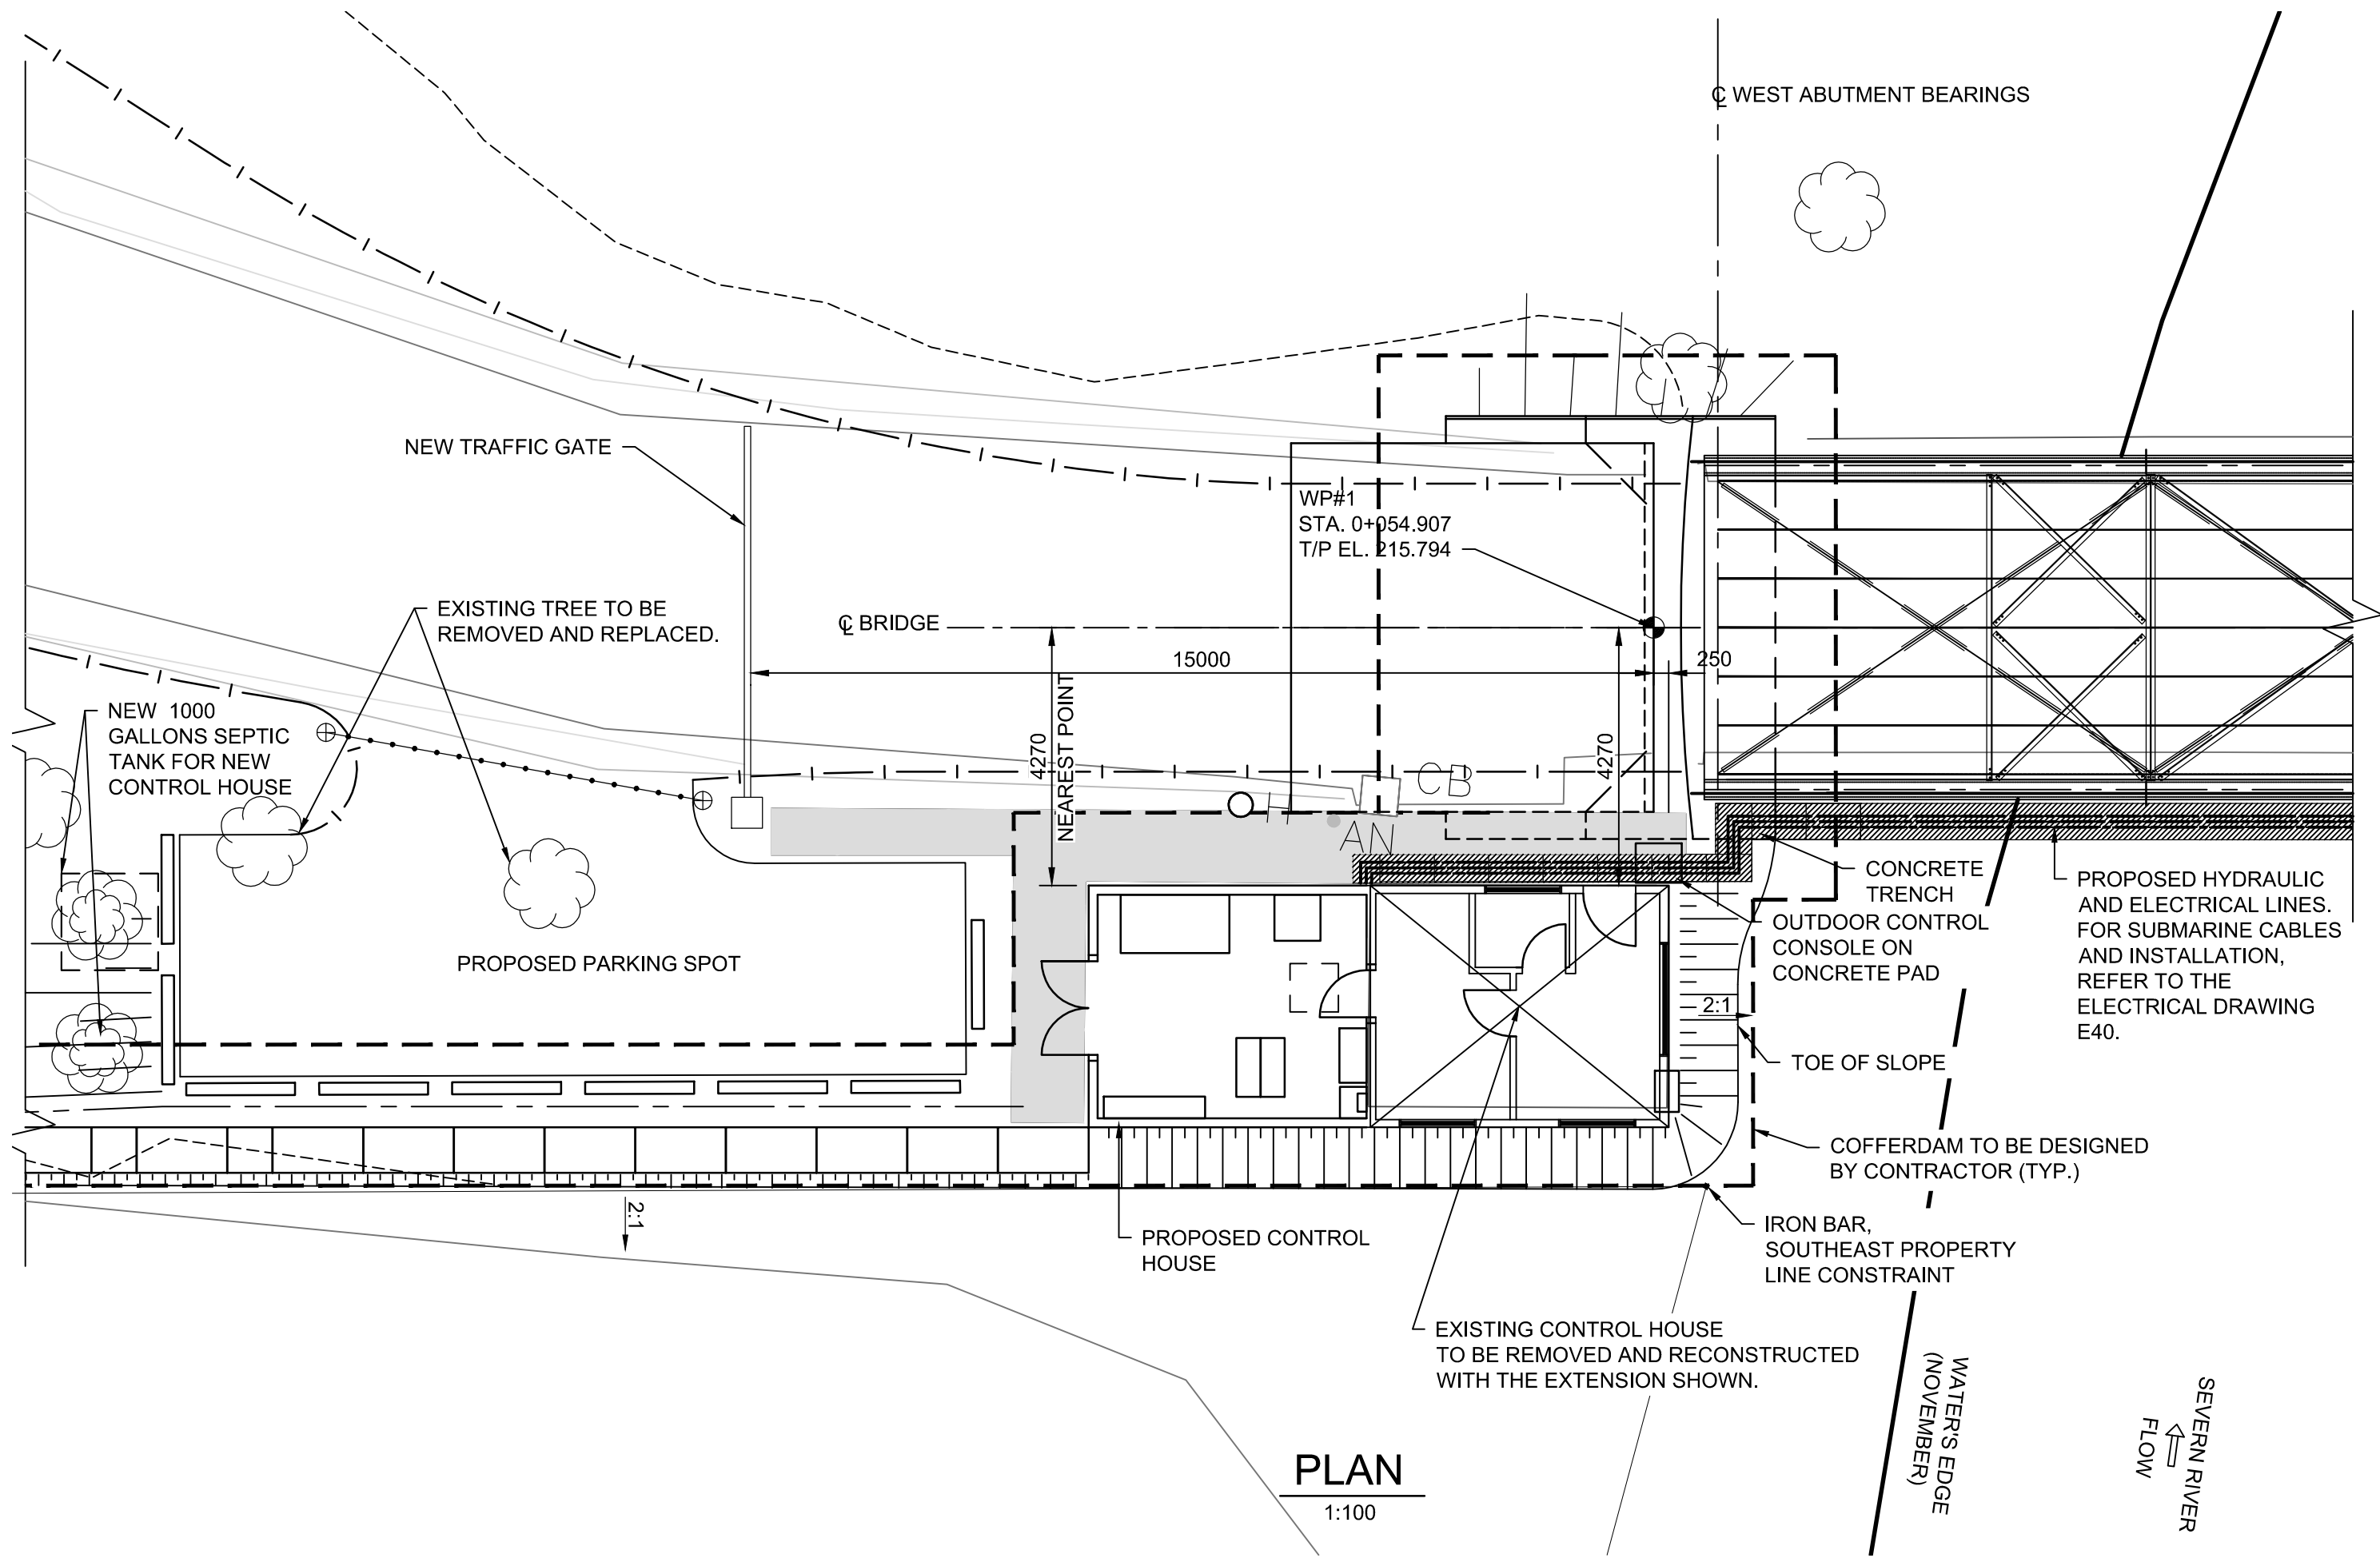 ℄ WEST ABUTMENT BEARINGS
NEW TRAFFIC GATE
WP#1
STA. 0+054.907
T/P EL. 215.794
EXISTING TREE TO BE
REMOVED AND REPLACED.
℄ BRIDGE
15000
250
4270
NEAREST POINT
4270
NEW 1000
GALLONS SEPTIC
TANK FOR NEW
CONTROL HOUSE
H
CB
AN
CONCRETE
TRENCH
OUTDOOR CONTROL
CONSOLE ON
CONCRETE PAD
PROPOSED HYDRAULIC
AND ELECTRICAL LINES.
FOR SUBMARINE CABLES
AND INSTALLATION,
REFER TO THE
ELECTRICAL DRAWING
E40.
PROPOSED PARKING SPOT
2:1
TOE OF SLOPE
COFFERDAM TO BE DESIGNED
BY CONTRACTOR (TYP.)
2:1
PROPOSED CONTROL
HOUSE
IRON BAR,
SOUTHEAST PROPERTY
LINE CONSTRAINT
EXISTING CONTROL HOUSE
TO BE REMOVED AND RECONSTRUCTED
WITH THE EXTENSION SHOWN.
WATER'S EDGE
(NOVEMBER)
SEVERN RIVER
FLOW
PLAN
1:100